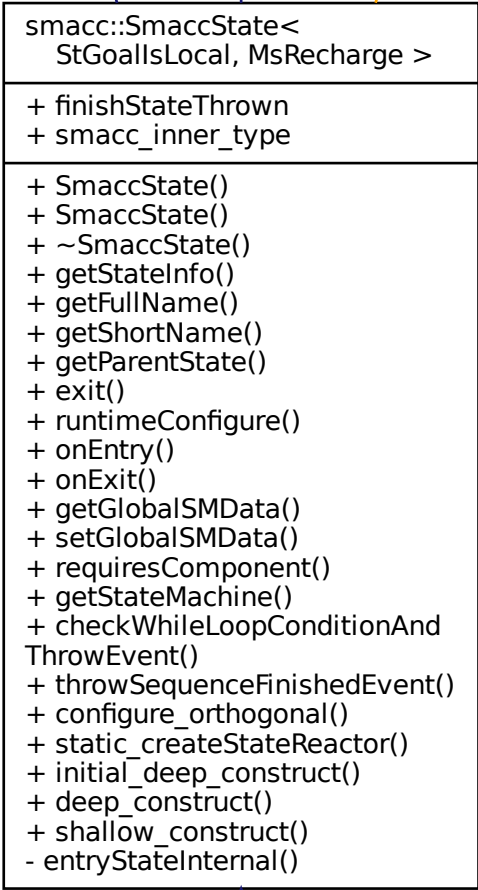 smacc::SmaccState<
StGoalIsLocal, MsRecharge >
+ finishStateThrown
+ smacc_inner_type
+ SmaccState()
+ SmaccState()
+ ~SmaccState()
+ getStateInfo()
+ getFullName()
+ getShortName()
+ getParentState()
+ exit()
+ runtimeConfigure()
+ onEntry()
+ onExit()
+ getGlobalSMData()
+ setGlobalSMData()
+ requiresComponent()
+ getStateMachine()
+ checkWhileLoopConditionAnd
ThrowEvent()
+ throwSequenceFinishedEvent()
+ configure_orthogonal()
+ static_createStateReactor()
+ initial_deep_construct()
+ deep_construct()
+ shallow_construct()
- entryStateInternal()